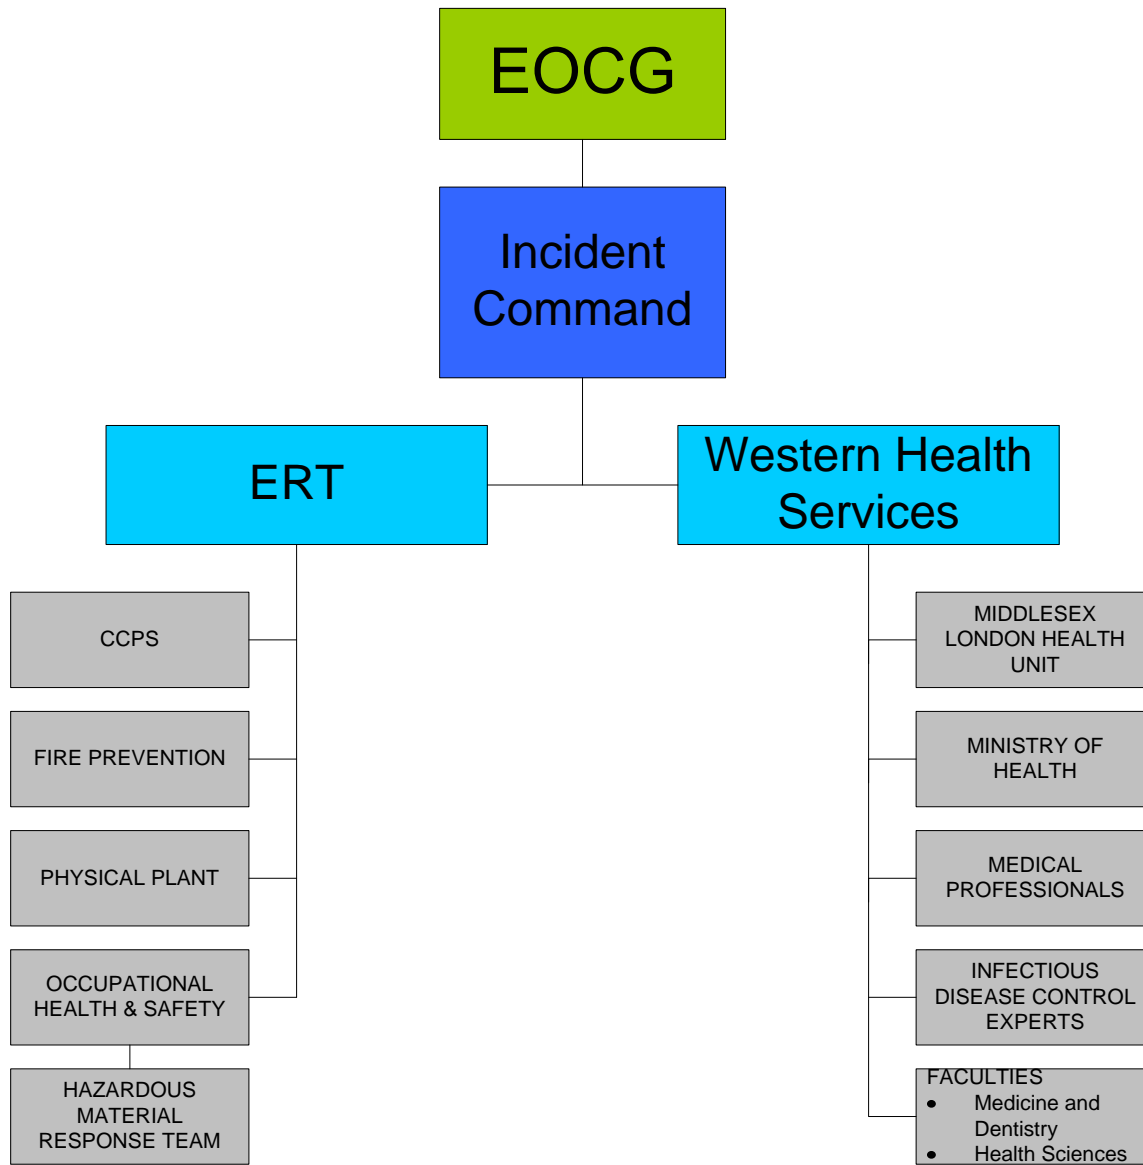 EOCG
Incident
Command
ERT
Western Health
Services
CCPS
FIRE PREVENTION
PHYSICAL PLANT
OCCUPATIONAL
HEALTH & SAFETY
HAZARDOUS
MATERIAL
RESPONSE TEAM
MIDDLESEX
LONDON HEALTH
UNIT
MINISTRY OF
HEALTH
MEDICAL
PROFESSIONALS
INFECTIOUS
DISEASE CONTROL
EXPERTS
FACULTIES
• Medicine and
Dentistry
• Health Sciences